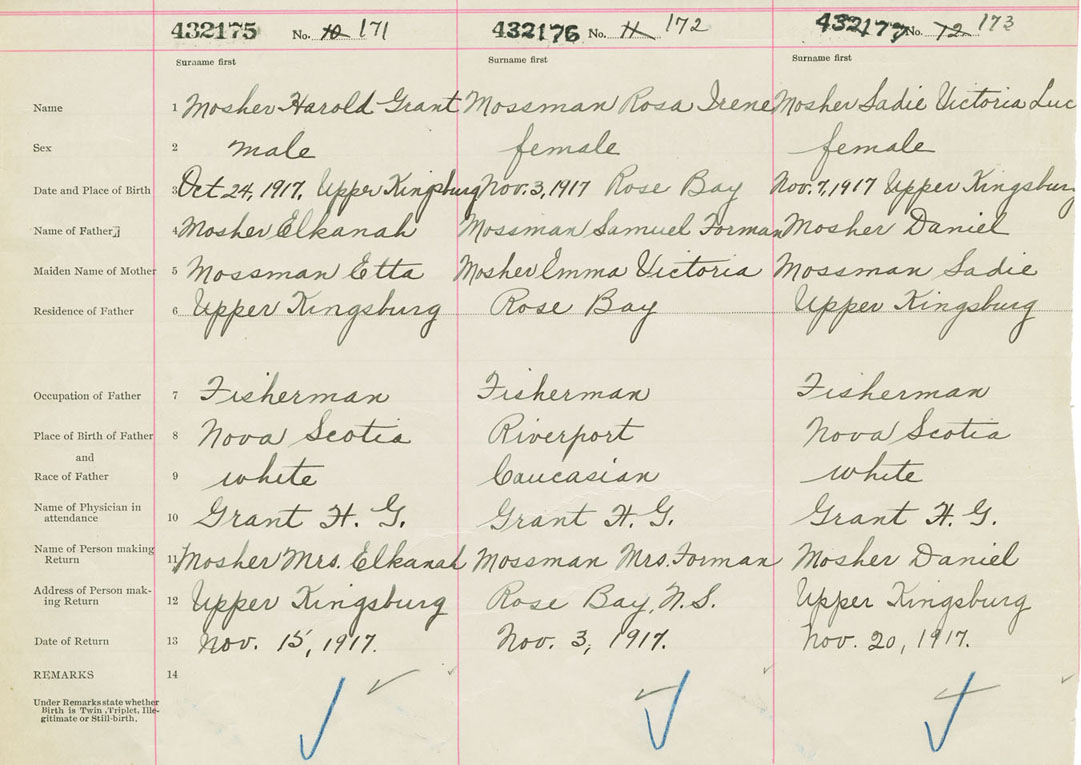 432175 No. 10 171 432176 No. 11 172 432177 No. 12 173
Surname first Surname first Surname first
Name 1 Mosher Harold Grant Mossman Rosa Irene Mosher Sadie Victoria Luc
Sex 2 male female female
Date and Place of Birth 3 Oct. 24, 1917, Upper Kingsburg Nov. 3, 1917 Rose Bay Nov. 7, 1917 Upper Kingsburg
Name of Father 4 Mosher Elkanah Mossman Samuel Forman Mosher Daniel
Maiden Name of Mother 5 Mossman Etta Mosher Emma Victoria Mossman Sadie
Residence of Father 6 Upper Kingsburg Rose Bay Upper Kingsburg
Occupation of Father 7 Fisherman Fisherman Fisherman
Place of Birth of Father 8 Nova Scotia Riverport Nova Scotia
and
Race of Father 9 white Caucasian white
Name of Physician in
attendance 10 Grant H. G. Grant H. G. Grant H. G.
Name of Person making
Return 11 Mosher Mrs. Elkanah Mossman Mrs. Forman Mosher Daniel
Address of Person mak-
ing Return 12 Upper Kingsburg Rose Bay, N.S. Upper Kingsburg
Date of Return 13 Nov. 15, 1917. Nov. 3, 1917. Nov. 20, 1917.
REMARKS 14
Under Remarks state whether
Birth is Twin, Triplet, Ille-
gitimate or Still-birth.